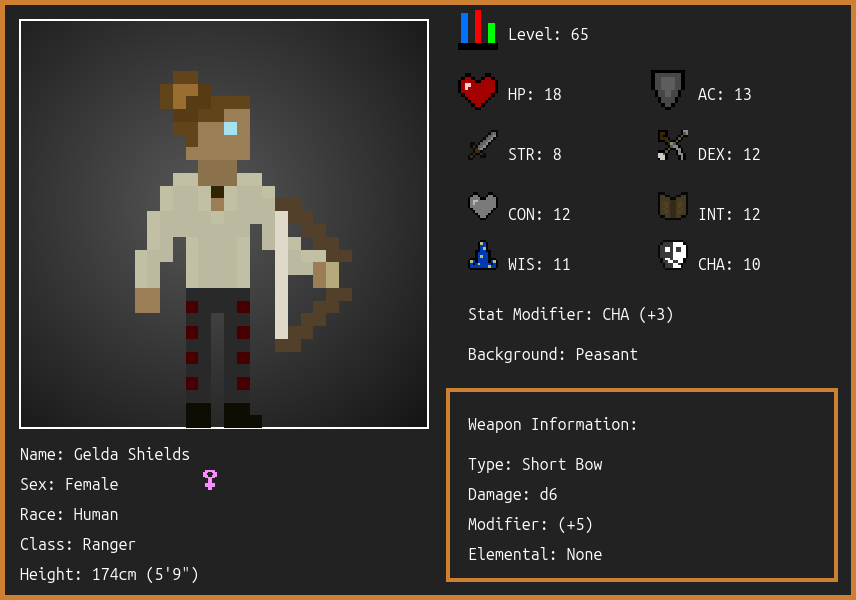 Level: 65
HP: 18
AC: 13
STR: 8
DEX: 12
CON: 12
INT: 12
WIS: 11
CHA: 10
Stat Modifier: CHA (+3)
Background: Peasant
Weapon Information:
Type: Short Bow
Damage: d6
Modifier: (+5)
Elemental: None
Name: Gelda Shields
Sex: Female
Race: Human
Class: Ranger
Height: 174cm (5'9")